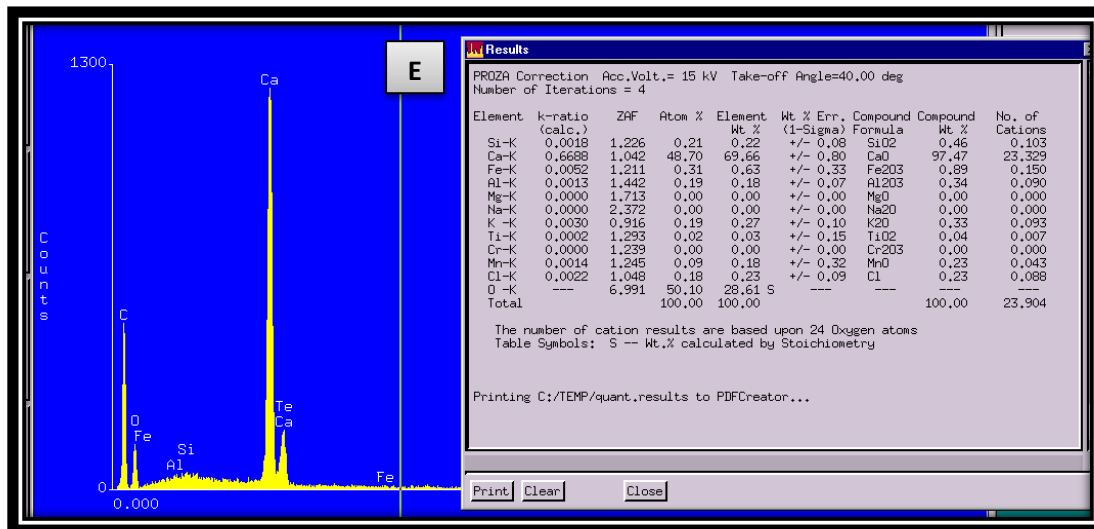 1300
Counts
Ca
C
O
Fe
Si
Al
Te
Ca
Fe
0
0.000
E
Results
PROZA Correction Acc.Volt.= 15 kV Take-off Angle=40.00 deg
Number of Iterations = 4
Element k-ratio ZAF Atom % Element Wt % Err. Compound Compound No. of
(calc.) Wt % (1-Sigma) Formula Wt % Cations
Si-K 0.0018 1.226 0.21 0.22 +/- 0.08 SiO2 0.46 0.103
Ca-K 0.6688 1.042 48.70 69.66 +/- 0.80 CaO 97.47 23.329
Fe-K 0.0052 1.211 0.31 0.63 +/- 0.33 Fe2O3 0.89 0.150
Al-K 0.0013 1.442 0.19 0.18 +/- 0.07 Al2O3 0.34 0.090
Mg-K 0.0000 1.713 0.00 0.00 +/- 0.00 MgO 0.00 0.000
Na-K 0.0000 2.372 0.00 0.00 +/- 0.00 Na2O 0.00 0.000
K -K 0.0030 0.916 0.19 0.27 +/- 0.10 K2O 0.33 0.093
Ti-K 0.0002 1.293 0.02 0.03 +/- 0.15 TiO2 0.04 0.007
Cr-K 0.0000 1.239 0.00 0.00 +/- 0.00 Cr2O3 0.00 0.000
Mn-K 0.0014 1.245 0.09 0.18 +/- 0.32 MnO 0.23 0.043
Cl-K 0.0022 1.048 0.18 0.23 +/- 0.09 Cl 0.23 0.088
O -K --- 6.991 50.10 28.61 S --- --- --- ---
Total 100.00 100.00 100.00 23.904
The number of cation results are based upon 24 Oxygen atoms
Table Symbols: S -- Wt.% calculated by Stoichiometry
Printing C:/TEMP/quant.results to PDFCreator...
Print Clear Close